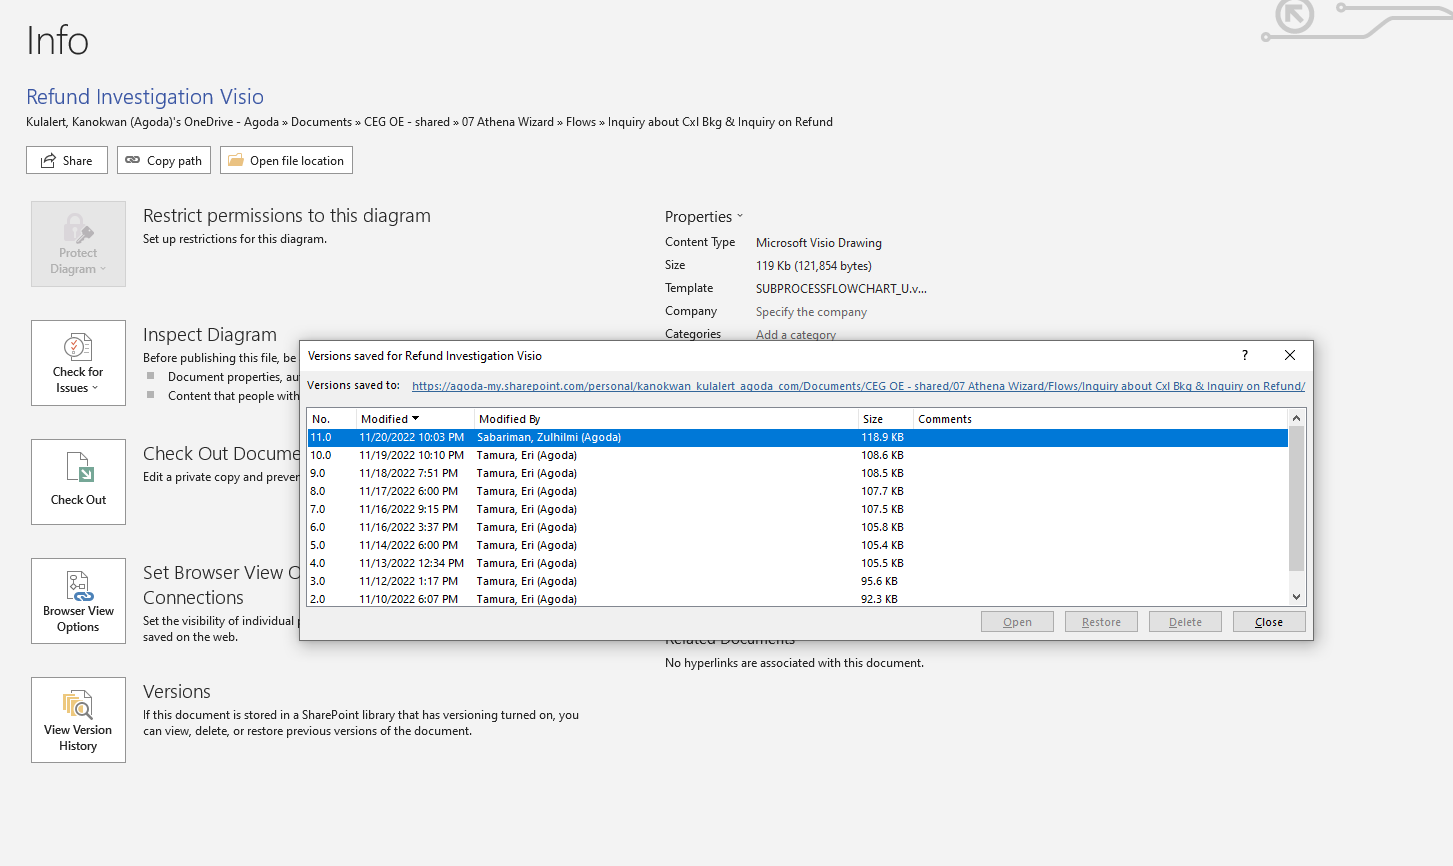 Info
Refund Investigation Visio
Kulalert, Kanokwan (Agoda)'s OneDrive - Agoda » Documents » CEG OE - shared » 07 Athena Wizard » Flows » Inquiry about Cxl Bkg & Inquiry on Refund
Share Copy path Open file location
Protect Diagram
Restrict permissions to this diagram
Set up restrictions for this diagram.
Properties
Content Type Microsoft Visio Drawing
Size 119 Kb (121,854 bytes)
Template SUBPROCESSFLOWCHART_U.v...
Company Specify the company
Categories Add a category
Check for Issues
Inspect Diagram
Before publishing this file, be
Document properties, au
Content that people with
Check Out
Check Out Docume
Edit a private copy and preven
Browser View Options
Set Browser View O
Connections
Set the visibility of individual p
saved on the web.
Versions saved for Refund Investigation Visio ?
Versions saved to: https://agoda-my.sharepoint.com/personal/kanokwan_kulalert_agoda_com/Documents/CEG OE - shared/07 Athena Wizard/Flows/Inquiry about Cxl Bkg & Inquiry on Refund/
No. Modified Modified By Size Comments
11.0 11/20/2022 10:03 PM Sabariman, Zulhilmi (Agoda) 118.9 KB
10.0 11/19/2022 10:10 PM Tamura, Eri (Agoda) 108.6 KB
9.0 11/18/2022 7:51 PM Tamura, Eri (Agoda) 108.5 KB
8.0 11/17/2022 6:00 PM Tamura, Eri (Agoda) 107.7 KB
7.0 11/16/2022 9:15 PM Tamura, Eri (Agoda) 107.5 KB
6.0 11/16/2022 3:37 PM Tamura, Eri (Agoda) 105.8 KB
5.0 11/14/2022 6:00 PM Tamura, Eri (Agoda) 105.4 KB
4.0 11/13/2022 12:34 PM Tamura, Eri (Agoda) 105.5 KB
3.0 11/12/2022 1:17 PM Tamura, Eri (Agoda) 95.6 KB
2.0 11/10/2022 6:07 PM Tamura, Eri (Agoda) 92.3 KB
Open Restore Delete Close
Related Documents
No hyperlinks are associated with this document.
View Version History
Versions
If this document is stored in a SharePoint library that has versioning turned on, you
can view, delete, or restore previous versions of the document.